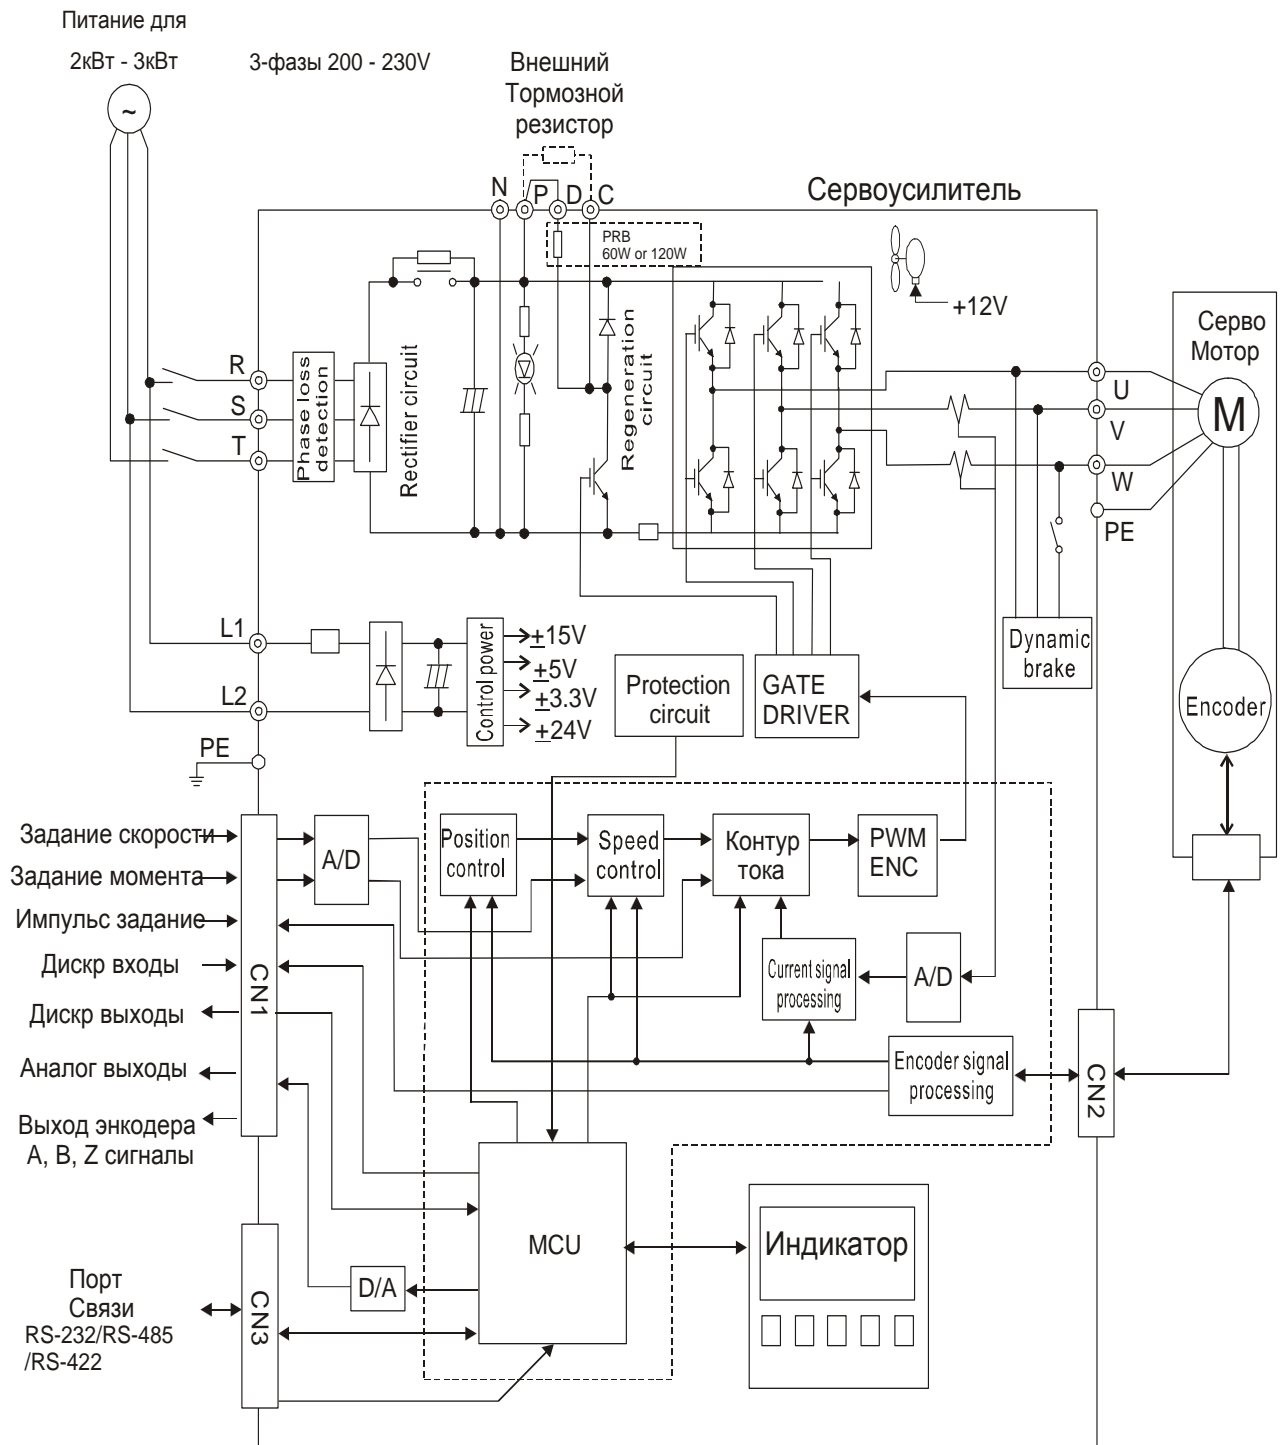 Питание для
2кВт - 3кВт
3-фазы 200 - 230V
~
Внешний
Тормозной
резистор
N
P
D
C
Сервоусилитель
PRB
60W or 120W
+12V
Серво
Мотор
R
S
T
Phase loss
detection
Rectifier circuit
Regeneration
circuit
U
V
W
PE
M
L1
L2
PE
Control power
±15V
±5V
±3.3V
±24V
Protection
circuit
GATE
DRIVER
Dynamic
brake
Encoder
Задание скорости
Задание момента
Импульс задание
Дискр входы
Дискр выходы
Аналог выходы
Выход энкодера
A, B, Z сигналы
CN1
A/D
Position
control
Speed
control
Контур
тока
PWM
ENC
Current signal
processing
A/D
Encoder signal
processing
CN2
MCU
D/A
Индикатор
Порт
Связи
RS-232/RS-485
/RS-422
CN3